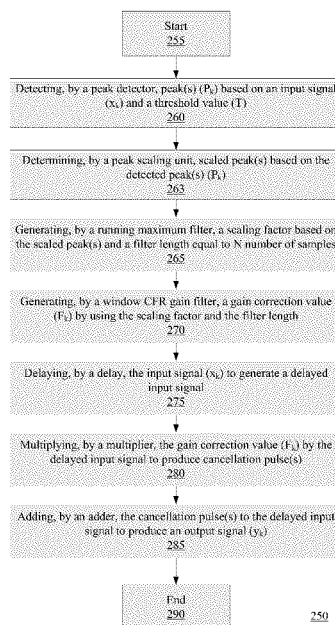 Start
255
Detecting, by a peak detector, peak(s) (Pk) based on an input signal
(xk) and a threshold value (T)
260
Determining, by a peak scaling unit, scaled peak(s) based on the
detected peak(s) (Pk)
263
Generating, by a running maximum filter, a scaling factor based on
the scaled peak(s) and a filter length equal to N number of samples
265
Generating, by a window CFR gain filter, a gain correction value
(Fk) by using the scaling factor and the filter length
270
Delaying, by a delay, the input signal (xk) to generate a delayed
input signal
275
Multiplying, by a multiplier, the gain correction value (Fk) by the
delayed input signal to produce cancellation pulse(s)
280
Adding, by an adder, the cancellation pulse(s) to the delayed input
signal to produce an output signal (yk)
285
End
290
250